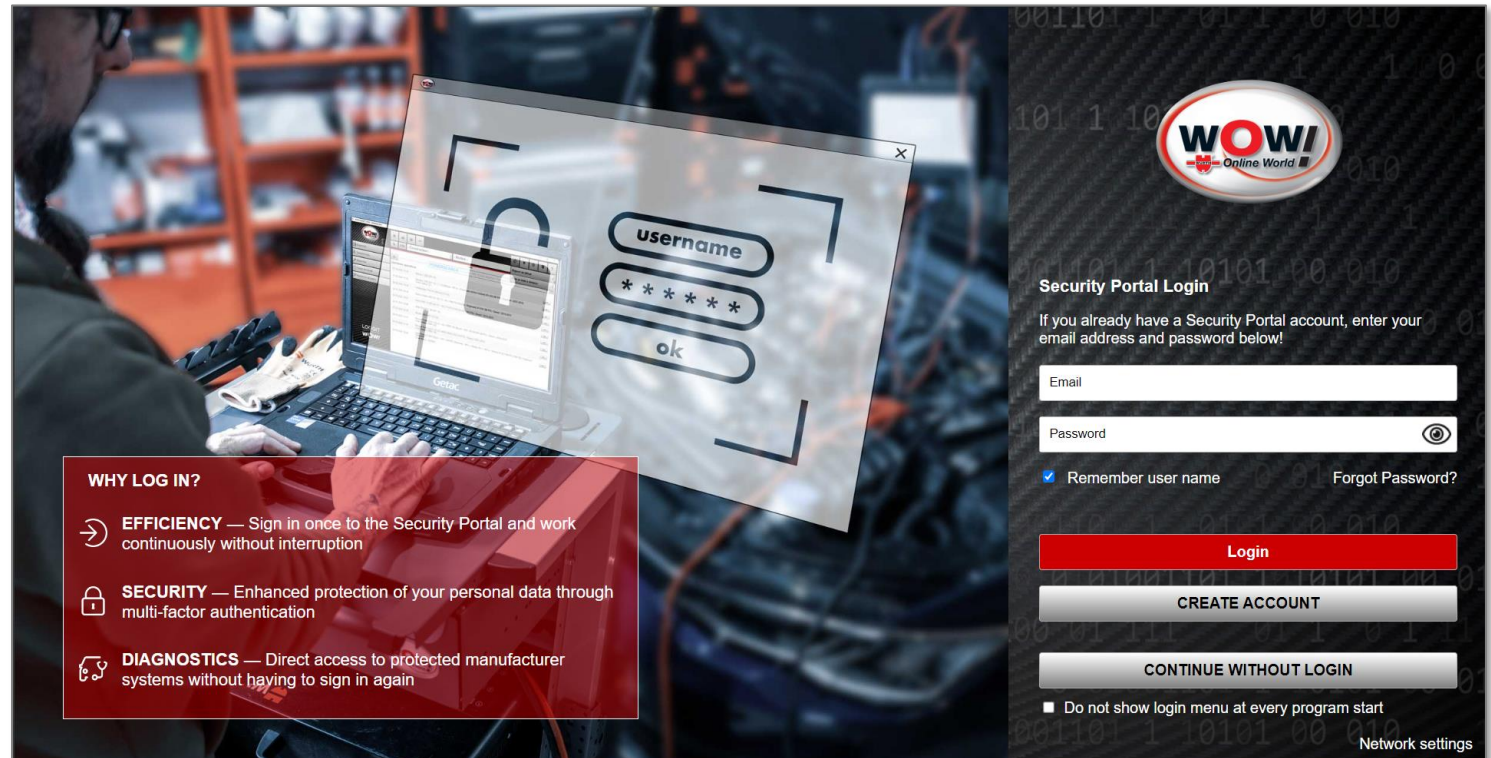 username
* * * * * *
ok
Getac
WHY LOG IN?
EFFICIENCY — Sign in once to the Security Portal and work
continuously without interruption
SECURITY — Enhanced protection of your personal data through
multi-factor authentication
DIAGNOSTICS — Direct access to protected manufacturer
systems without having to sign in again
WOW!
Online World
Security Portal Login
If you already have a Security Portal account, enter your
email address and password below!
Email
Password
Remember user name
Forgot Password?
Login
CREATE ACCOUNT
CONTINUE WITHOUT LOGIN
Do not show login menu at every program start
Network settings